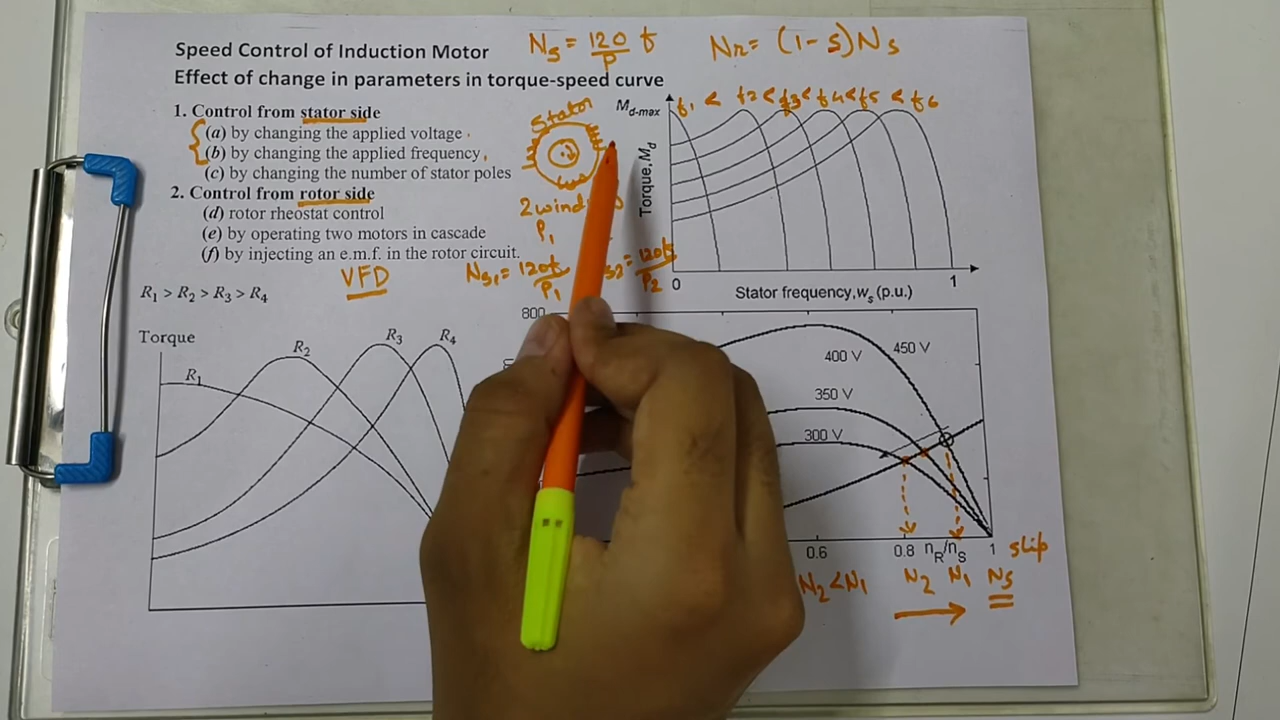 Speed Control of Induction Motor
Effect of change in parameters in torque-speed curve
Ns = 120/P f
Nr = (1-s)Ns
1. Control from stator side
(a) by changing the applied voltage
(b) by changing the applied frequency
(c) by changing the number of stator poles
2. Control from rotor side
(d) rotor rheostat control
(e) by operating two motors in cascade
(f) by injecting an e.m.f. in the rotor circuit.
VFD
Stator
P1
Ns1 = 120f/P1
s2 = 120f/P2
Md-max
f1 < f2 < f3 < f4 < f5 < f6
Torque, Md
0
1
Stator frequency, ws (p.u.)
R1 > R2 > R3 > R4
Torque
R1
R2
R3
R4
800
450 V
400 V
350 V
300 V
0.6
0.8
nR/nS
1
slip
N2 < N1
N2
N1
Ns